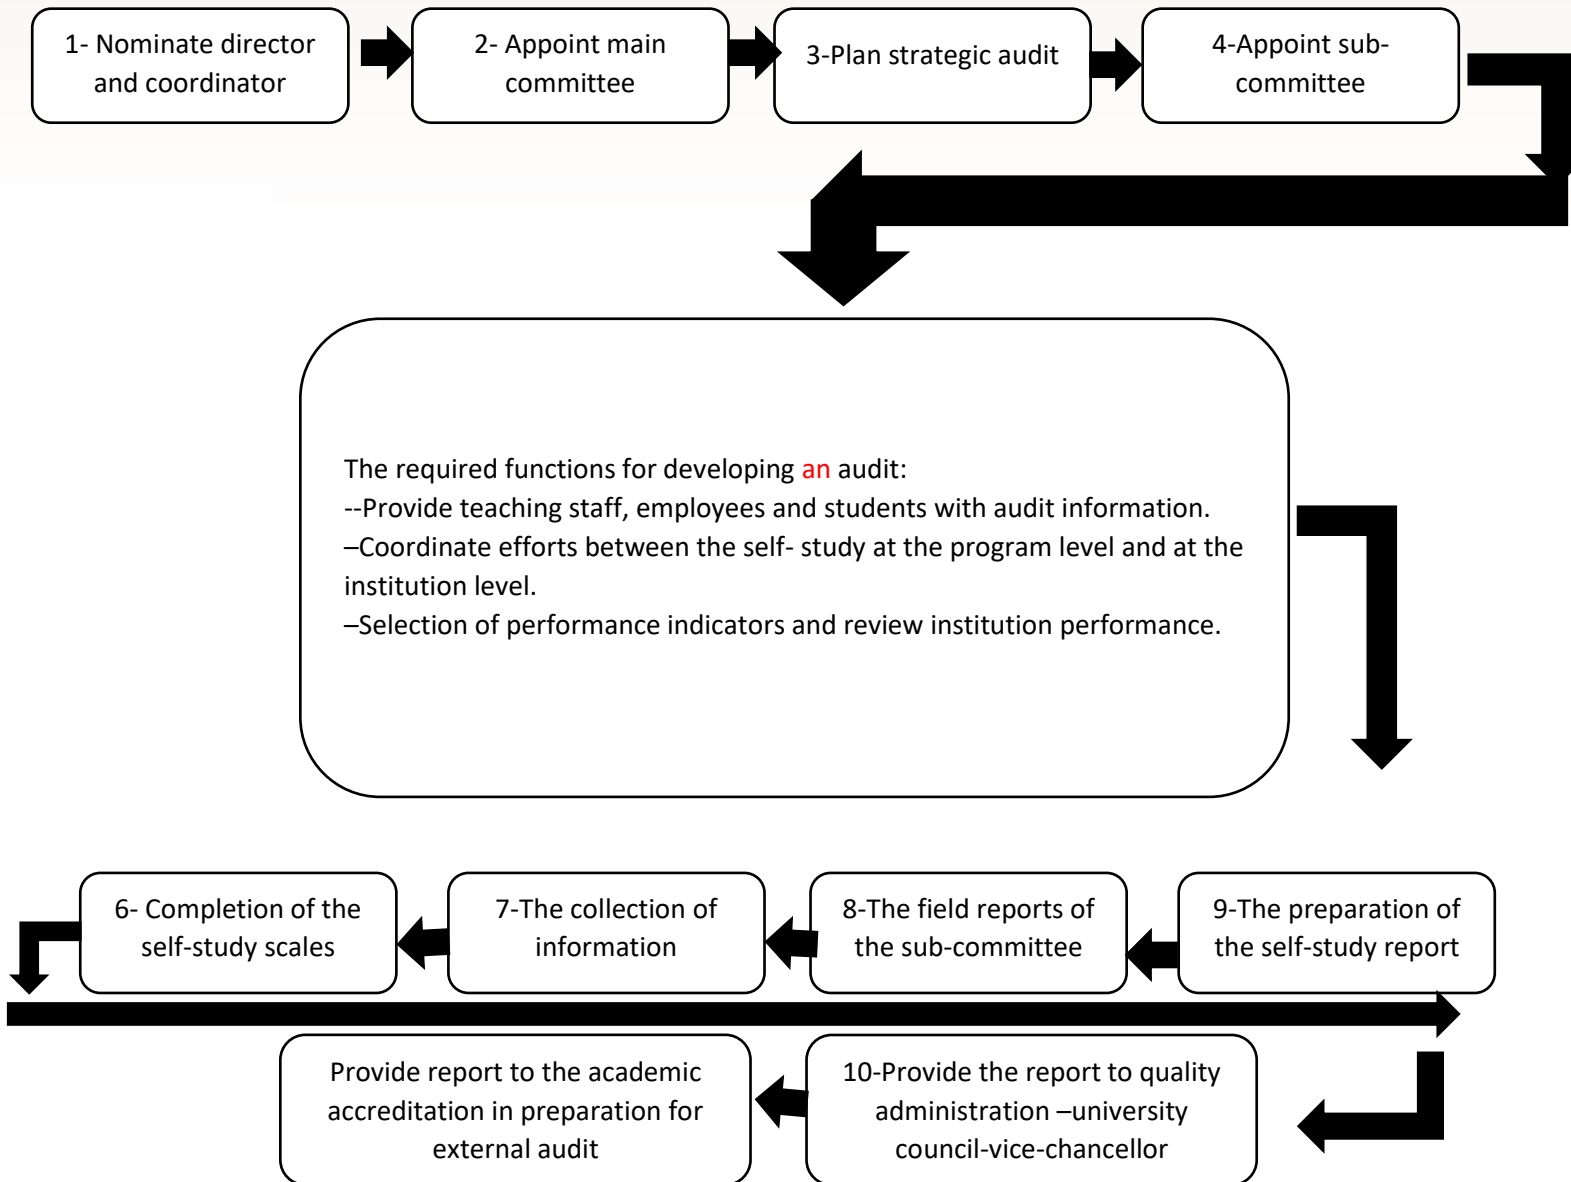 1- Nominate director
and coordinator
2- Appoint main
committee
3-Plan strategic audit
4-Appoint sub-
committee
The required functions for developing an audit:
--Provide teaching staff, employees and students with audit information.
–Coordinate efforts between the self- study at the program level and at the
institution level.
–Selection of performance indicators and review institution performance.
6- Completion of the
self-study scales
7-The collection of
information
8-The field reports of
the sub-committee
9-The preparation of
the self-study report
Provide report to the academic
accreditation in preparation for
external audit
10-Provide the report to quality
administration –university
council-vice-chancellor